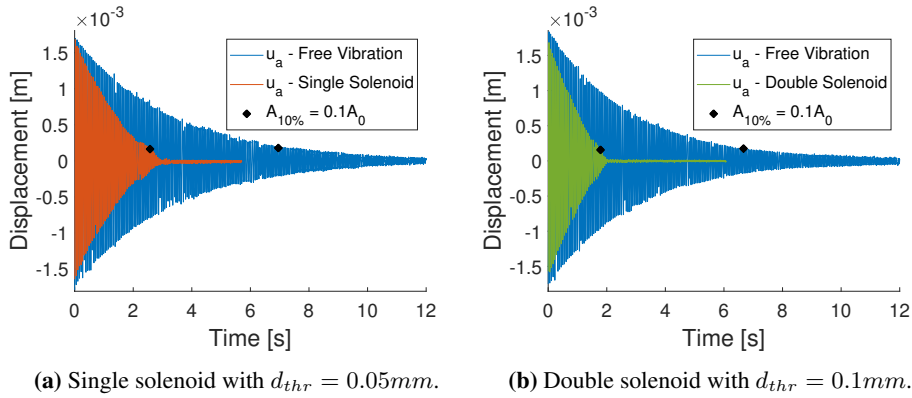 ×10⁻³
1.5
1
0.5
0
-0.5
-1
-1.5
Displacement [m]
0 2 4 6 8 10 12
Time [s]
u_a - Free Vibration
u_a - Single Solenoid
A_10% = 0.1A_0
(a) Single solenoid with d_thr = 0.05mm.
×10⁻³
1.5
1
0.5
0
-0.5
-1
-1.5
Displacement [m]
0 2 4 6 8 10 12
Time [s]
u_a - Free Vibration
u_a - Double Solenoid
A_10% = 0.1A_0
(b) Double solenoid with d_thr = 0.1mm.